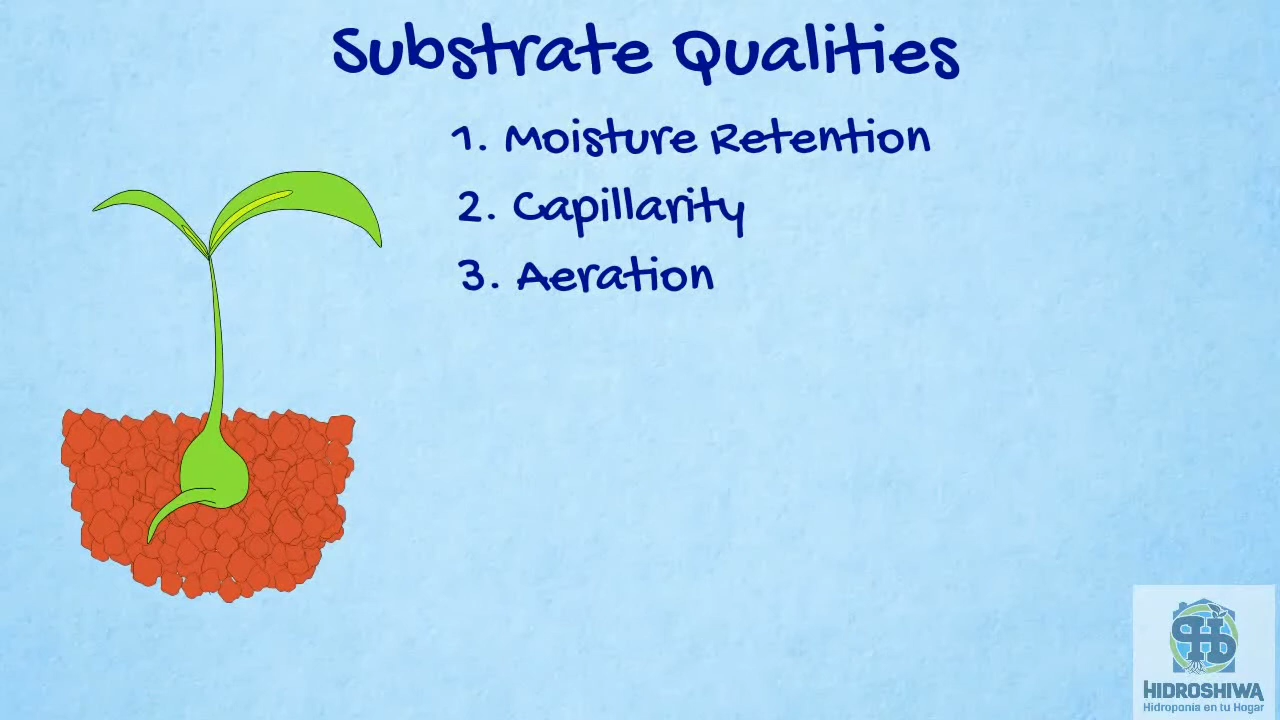 Substrate Qualities
1. Moisture Retention
2. Capillarity
3. Aeration
HIDROSHIWA
Hidroponia en tu Hogar